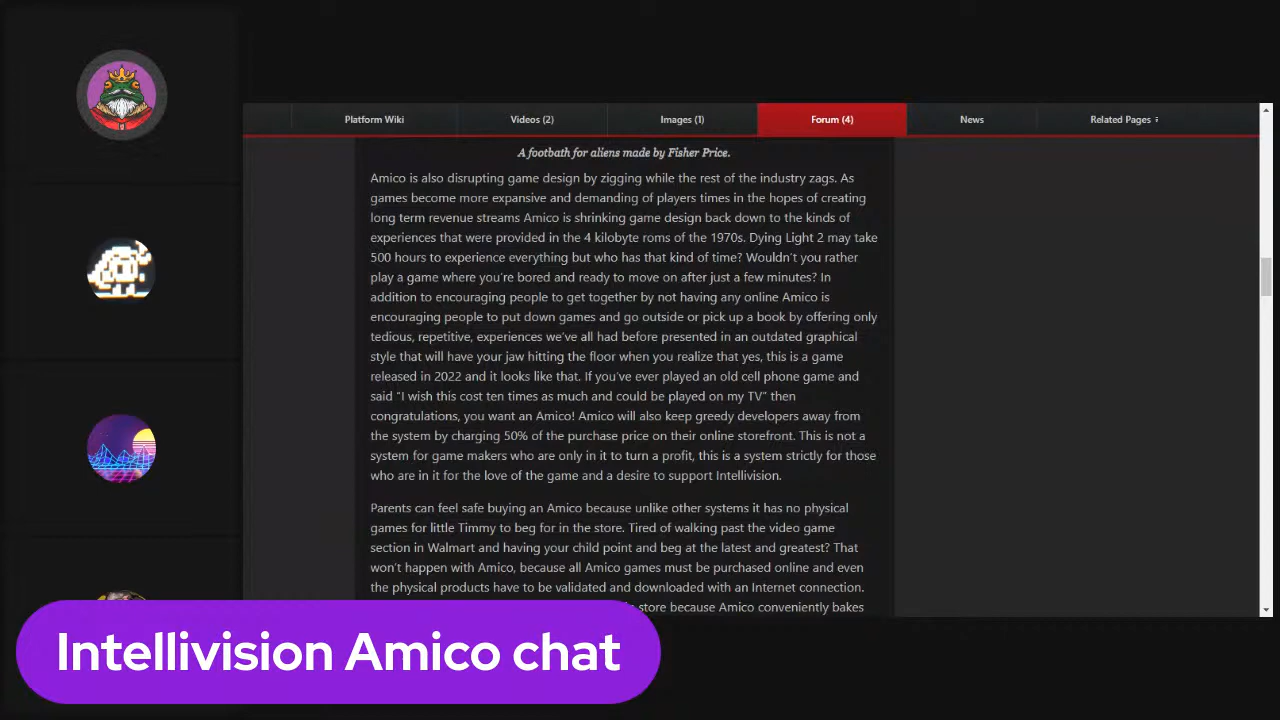 Platform Wiki
Videos (2)
Images (1)
Forum (4)
News
Related Pages
A footbath for aliens made by Fisher Price.
Amico is also disrupting game design by zigging while the rest of the industry zags. As
games become more expansive and demanding of players times in the hopes of creating
long term revenue streams Amico is shrinking game design back down to the kinds of
experiences that were provided in the 4 kilobyte roms of the 1970s. Dying Light 2 may take
500 hours to experience everything but who has that kind of time? Wouldn't you rather
play a game where you're bored and ready to move on after just a few minutes? In
addition to encouraging people to get together by not having any online Amico is
encouraging people to put down games and go outside or pick up a book by offering only
tedious, repetitive, experiences we've all had before presented in an outdated graphical
style that will have your jaw hitting the floor when you realize that yes, this is a game
released in 2022 and it looks like that. If you've ever played an old cell phone game and
said "I wish this cost ten times as much and could be played on my TV" then
congratulations, you want an Amico! Amico will also keep greedy developers away from
the system by charging 50% of the purchase price on their online storefront. This is not a
system for game makers who are only in it to turn a profit, this is a system strictly for those
who are in it for the love of the game and a desire to support Intellivision.
Parents can feel safe buying an Amico because unlike other systems it has no physical
games for little Timmy to beg for in the store. Tired of walking past the video game
section in Walmart and having your child point and beg at the latest and greatest? That
won't happen with Amico, because all Amico games must be purchased online and even
the physical products have to be validated and downloaded with an Internet connection.
store because Amico conveniently bakes
Intellivision Amico chat